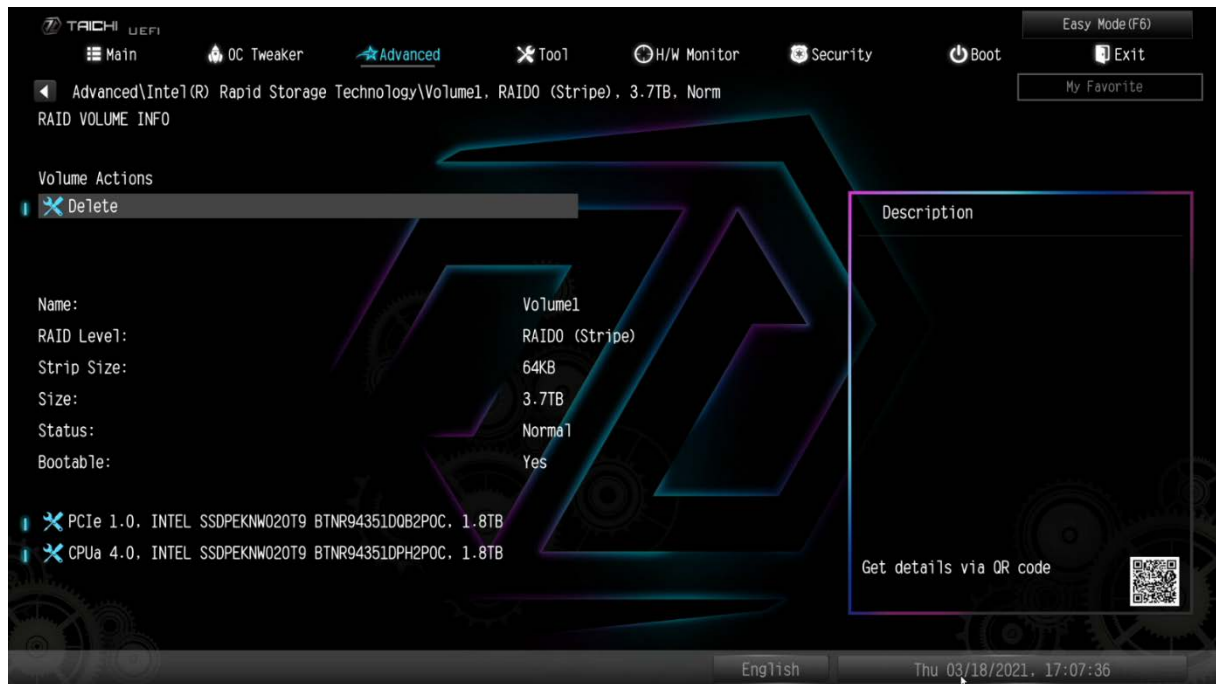 TAICHI UEFI
Easy Mode(F6)
Main OC Tweaker Advanced Tool H/W Monitor Security Boot Exit
Advanced\Intel(R) Rapid Storage Technology\Volume1, RAID0 (Stripe), 3.7TB, Norm
My Favorite
RAID VOLUME INFO
Volume Actions
Delete
Description
Name: Volume1
RAID Level: RAID0 (Stripe)
Strip Size: 64KB
Size: 3.7TB
Status: Normal
Bootable: Yes
PCIe 1.0, INTEL SSDPEKNW020T9 BTNR94351DQB2P0C, 1.8TB
CPUa 4.0, INTEL SSDPEKNW020T9 BTNR94351DPH2P0C, 1.8TB
Get details via QR code
English
Thu 03/18/2021, 17:07:36